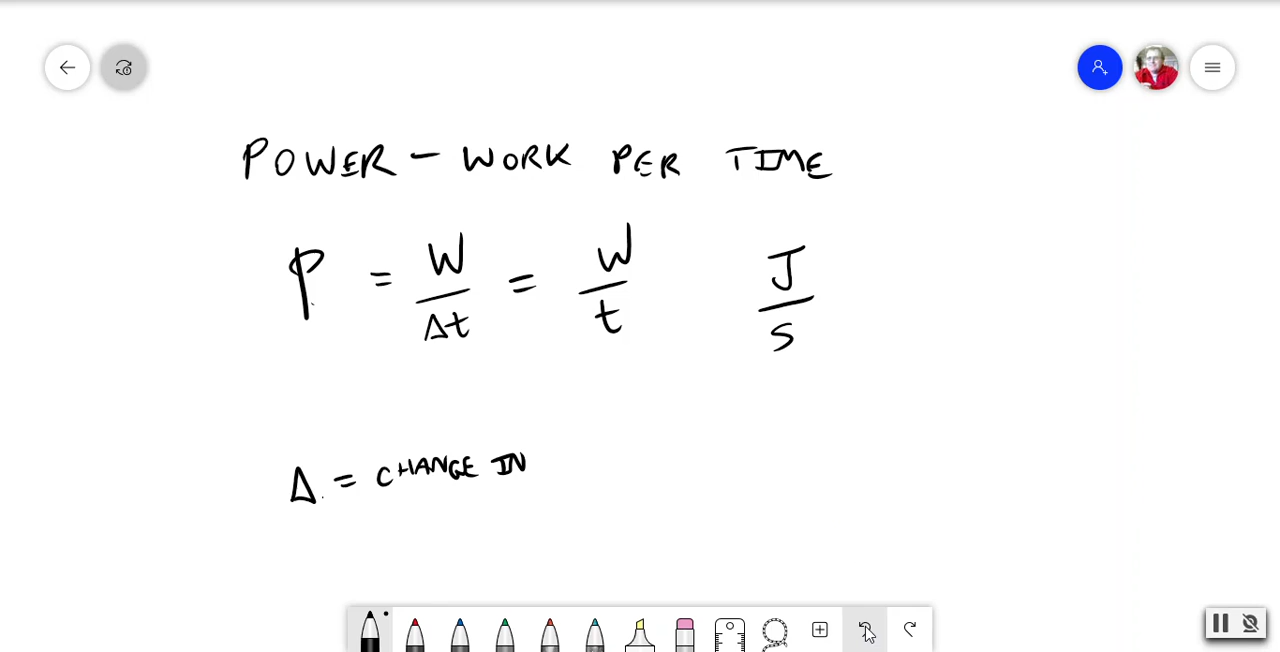 POWER - WORK PER TIME
P = W/Δt = W/t J/s
Δ = CHANGE IN